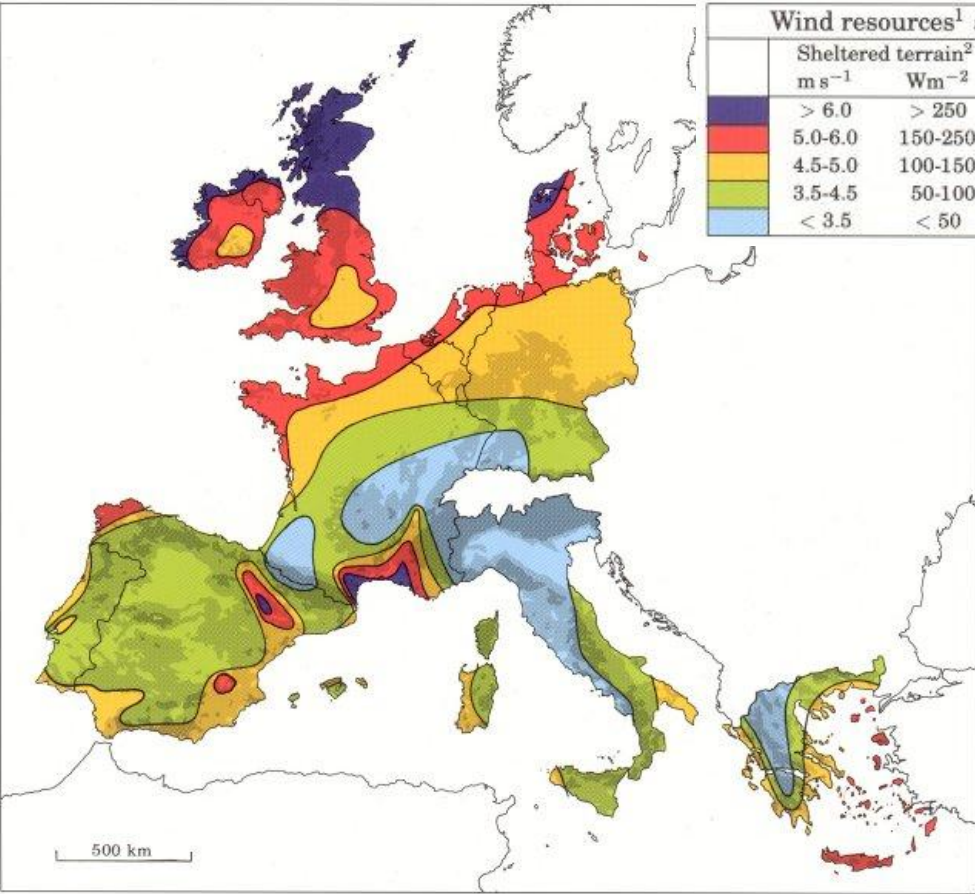 Wind resources¹
Sheltered terrain²
m s⁻¹ Wm⁻²
> 6.0 > 250
5.0-6.0 150-250
4.5-5.0 100-150
3.5-4.5 50-100
< 3.5 < 50
500 km